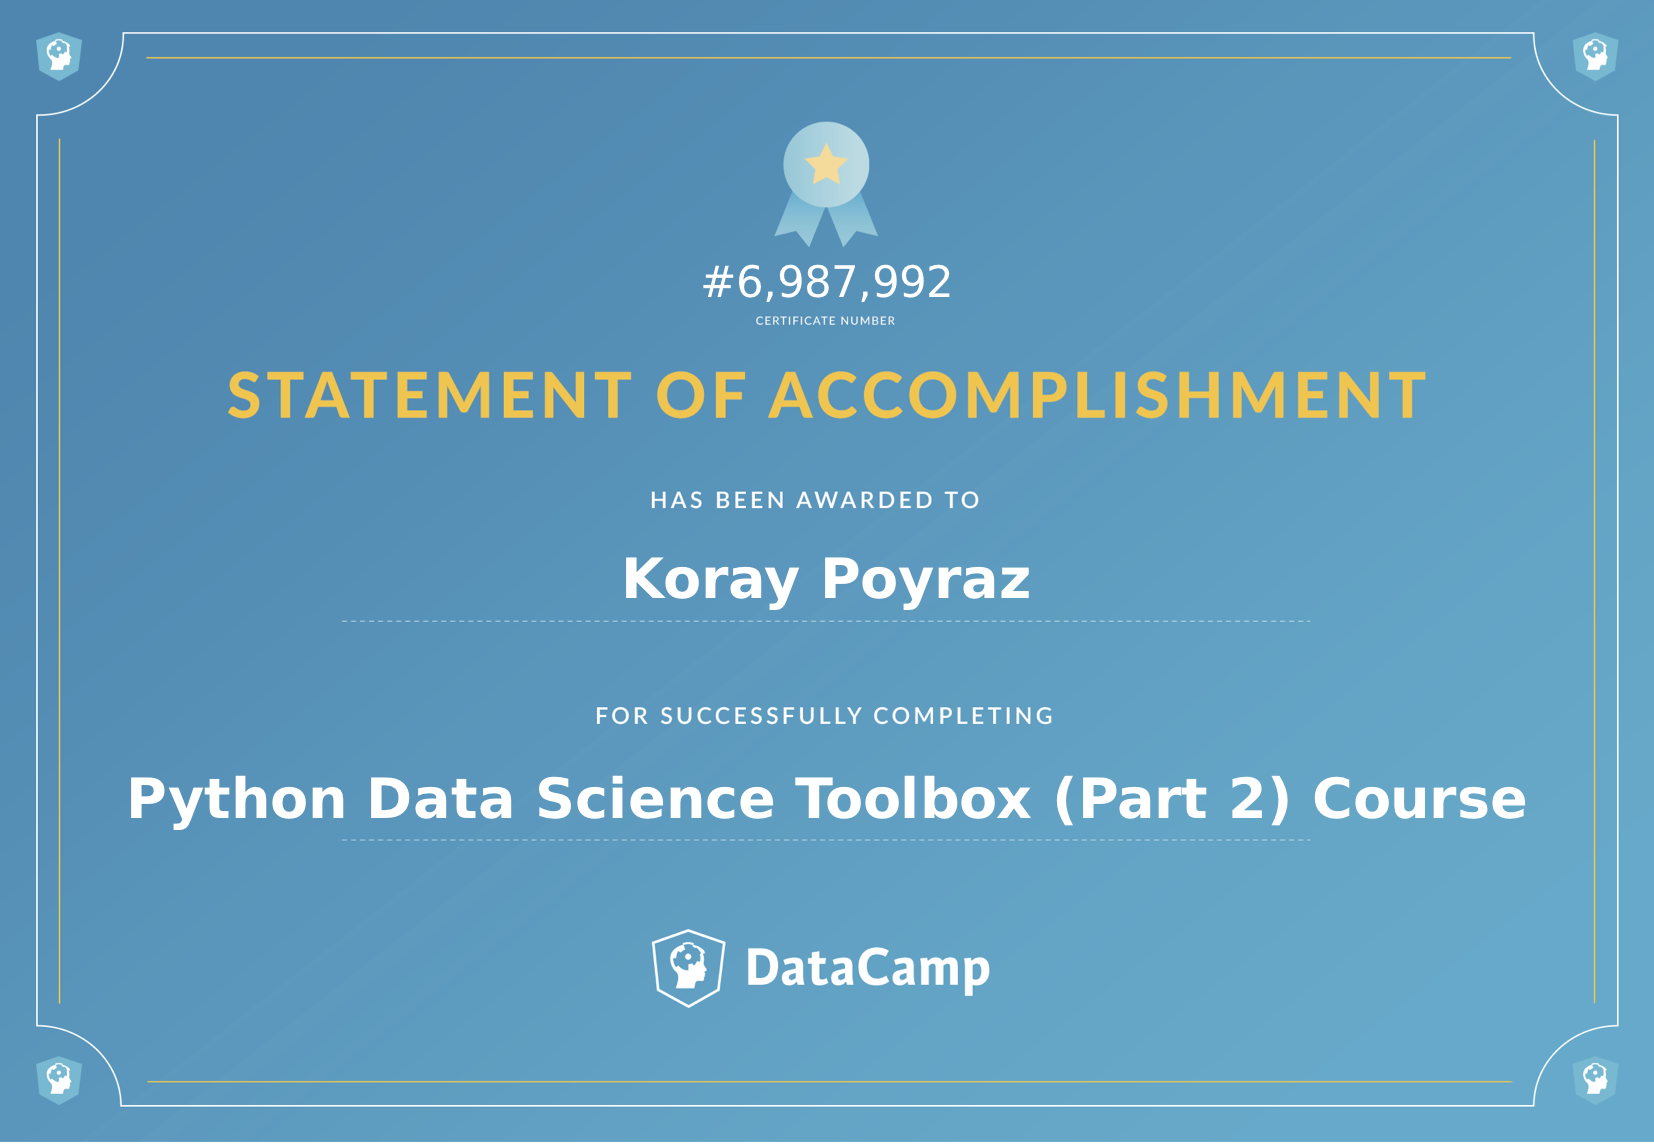 #6,987,992
CERTIFICATE NUMBER
STATEMENT OF ACCOMPLISHMENT
HAS BEEN AWARDED TO
Koray Poyraz
FOR SUCCESSFULLY COMPLETING
Python Data Science Toolbox (Part 2) Course
DataCamp